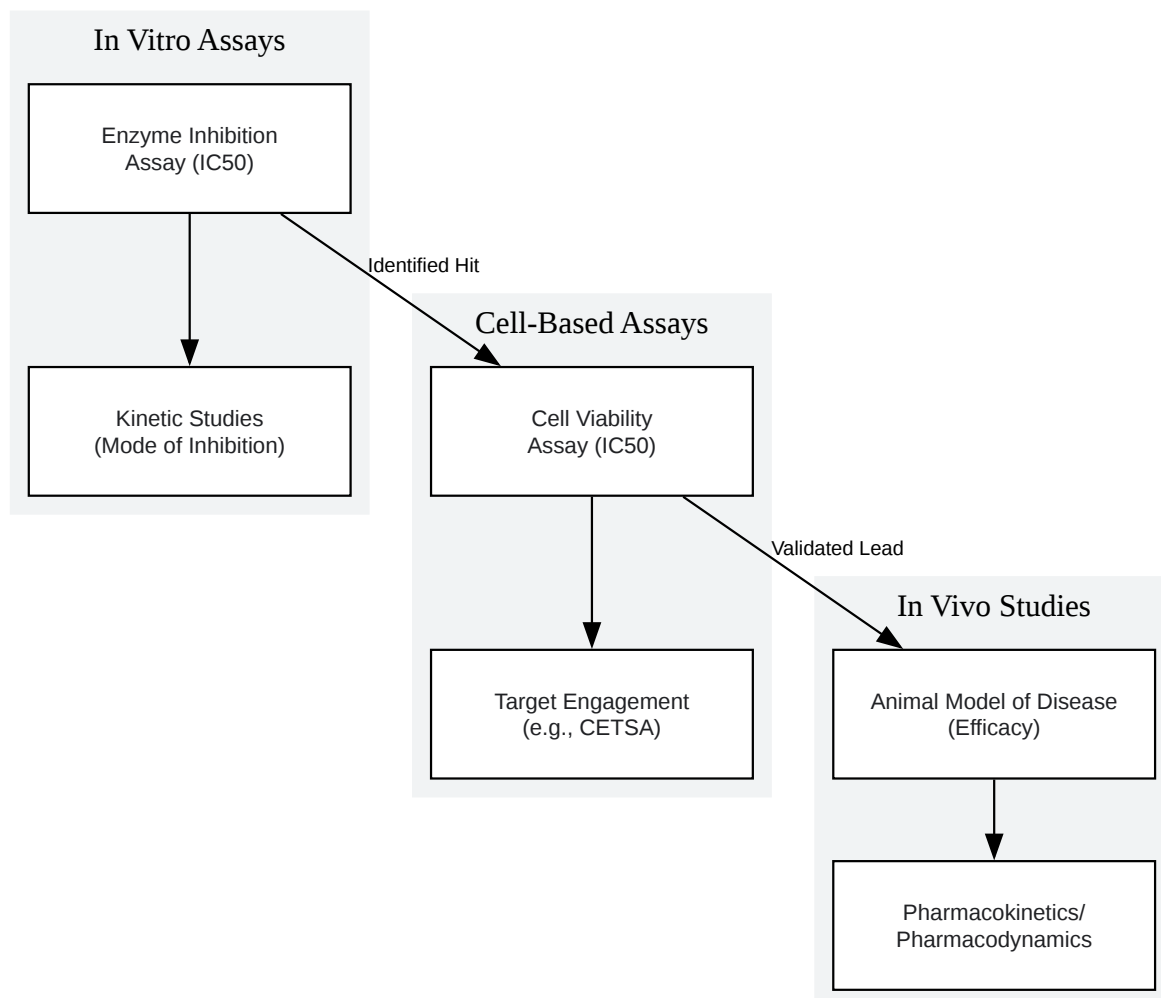 In Vitro Assays
Enzyme Inhibition
Assay (IC50)
Identified Hit
Kinetic Studies
(Mode of Inhibition)
Cell-Based Assays
Cell Viability
Assay (IC50)
Validated Lead
Target Engagement
(e.g., CETSA)
In Vivo Studies
Animal Model of Disease
(Efficacy)
Pharmacokinetics/
Pharmacodynamics